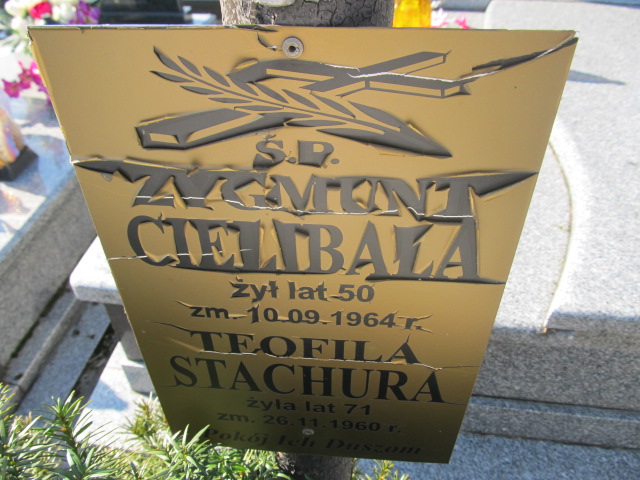 Ś.P.
ZYGMUNT
CIELIBAŁA
żył lat 50
zm. 10.09.1964 r.
TEOFILA
STACHURA
żyła lat 71
zm. 26.11.1960 r.
Pokój Ich Duszom